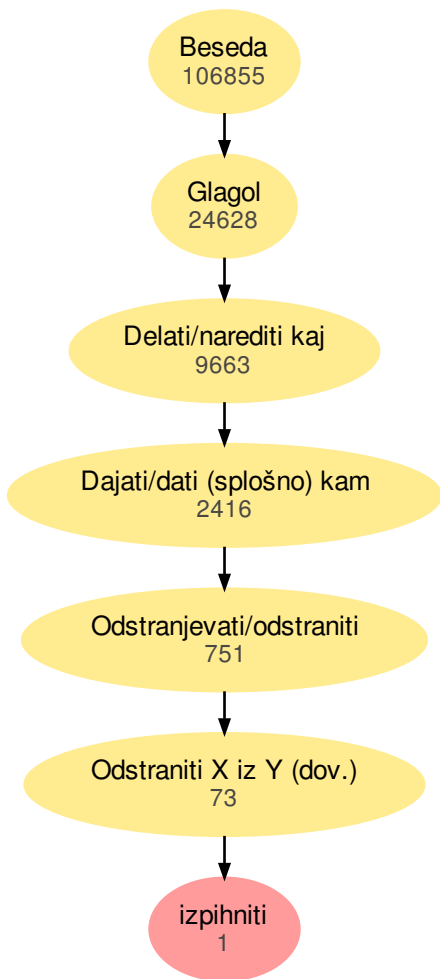 Beseda
106855
Glagol
24628
Delati/narediti kaj
9663
Dajati/dati (splošno) kam
2416
Odstranjevati/odstraniti
751
Odstraniti X iz Y (dov.)
73
izpihniti
1